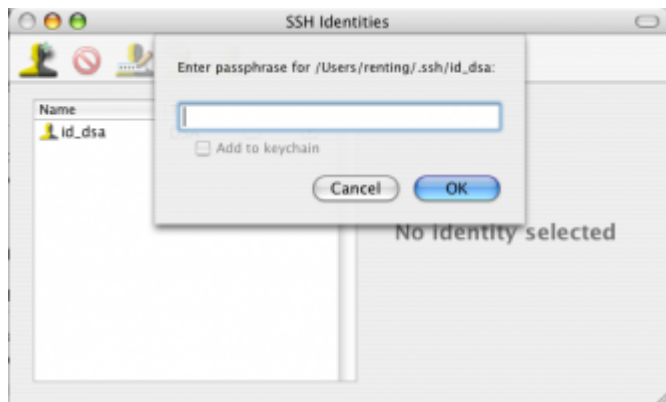 SSH Identities
Enter passphrase for /Users/renting/.ssh/id_dsa:
Add to keychain
Cancel
OK
Name
id_dsa
No identity selected